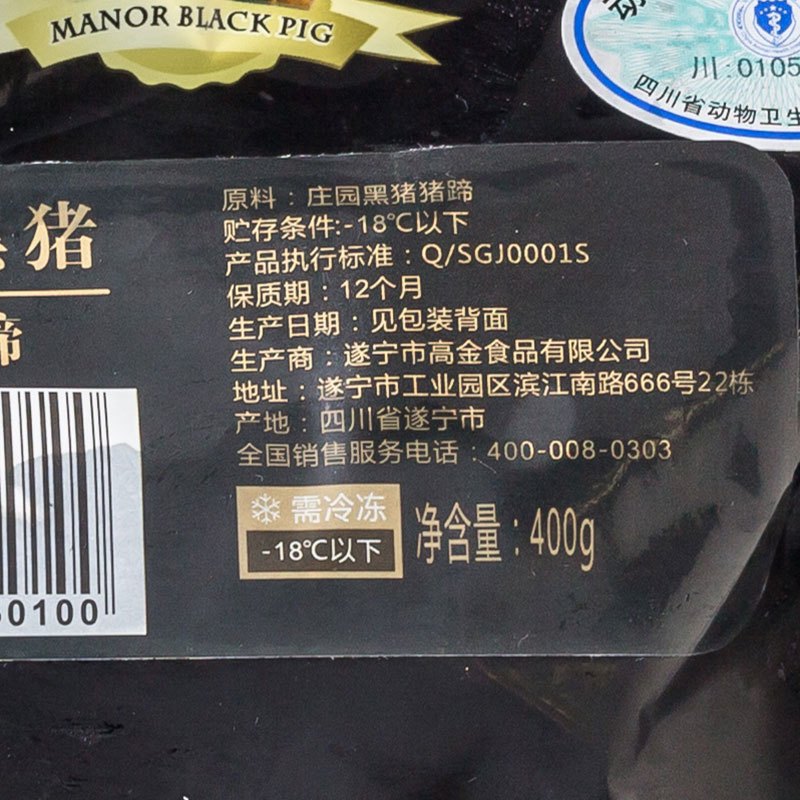 MANOR BLACK PIG
川:0105
四川省动物卫生
猪
蹄
原料：庄园黑猪猪蹄
贮存条件:-18℃以下
产品执行标准：Q/SGJ0001S
保质期：12个月
生产日期：见包装背面
生产商：遂宁市高金食品有限公司
地址：遂宁市工业园区滨江南路666号22栋
产地：四川省遂宁市
全国销售服务电话：400-008-0303
需冷冻
-18℃以下
净含量：400g
0100